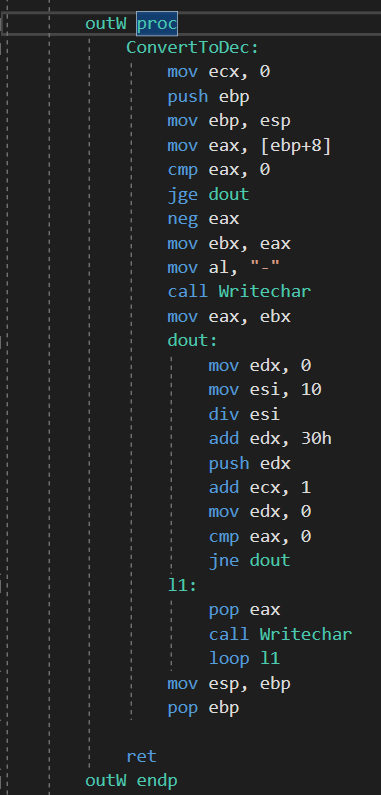 outW proc
ConvertToDec:
mov ecx, 0
push ebp
mov ebp, esp
mov eax, [ebp+8]
cmp eax, 0
jge dout
neg eax
mov ebx, eax
mov al, "-"
call Writechar
mov eax, ebx
dout:
mov edx, 0
mov esi, 10
div esi
add edx, 30h
push edx
add ecx, 1
mov edx, 0
cmp eax, 0
jne dout
l1:
pop eax
call Writechar
loop l1
mov esp, ebp
pop ebp
ret
outW endp